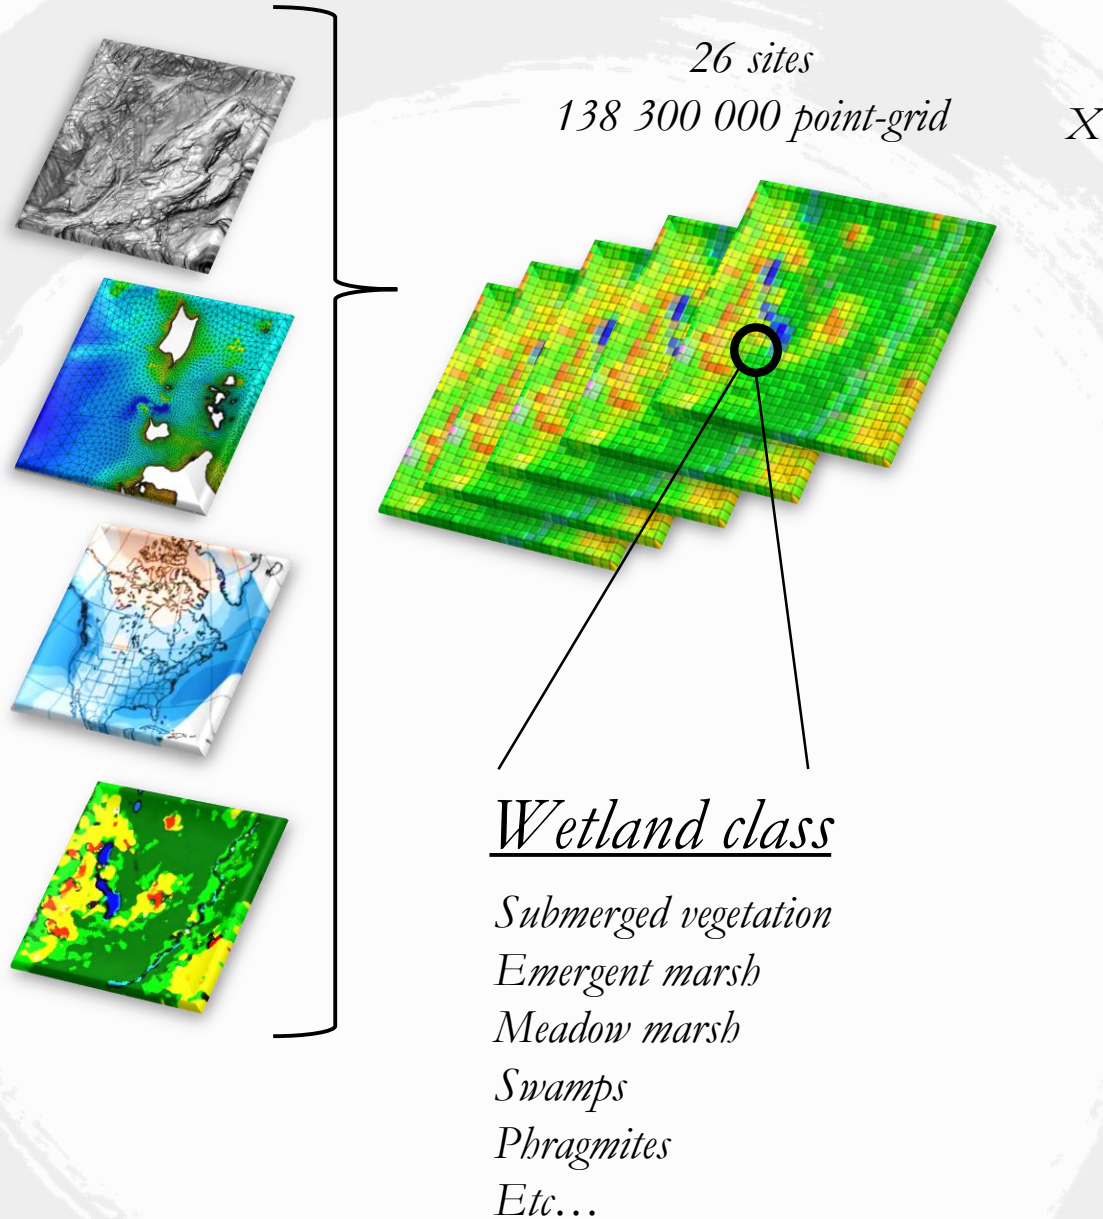 26 sites
138 300 000 point-grid
X
Wetland class
Submerged vegetation
Emergent marsh
Meadow marsh
Swamps
Phragmites
Etc…